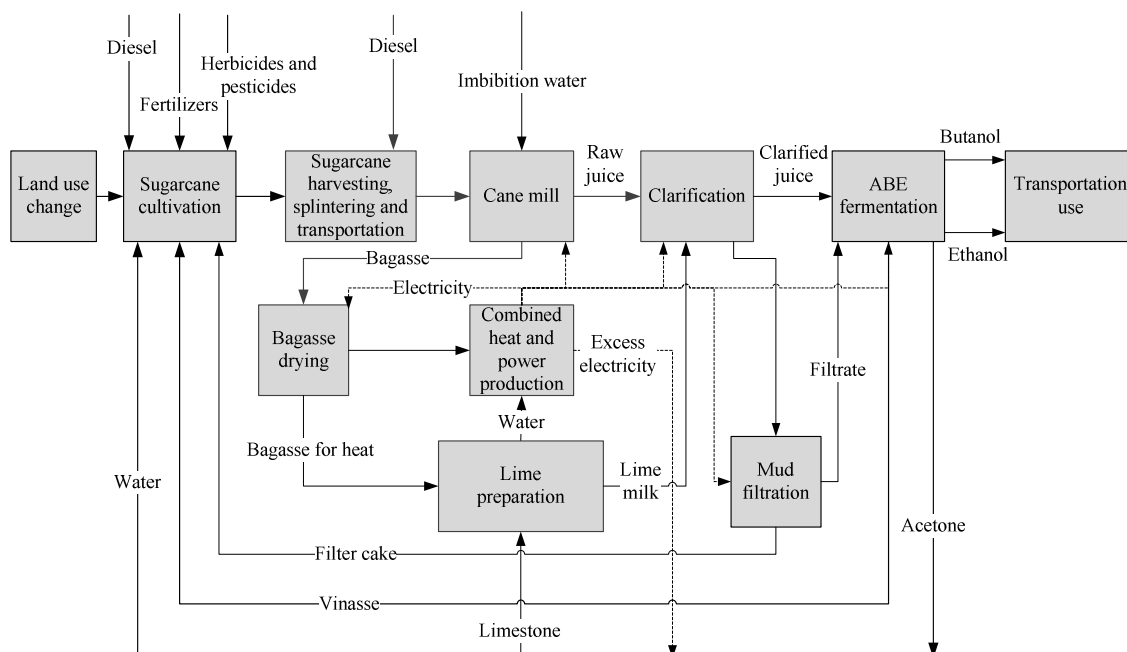 Diesel
Fertilizers
Herbicides and
pesticides
Diesel
Imbibition water
Land use
change
Sugarcane
cultivation
Sugarcane
harvesting,
splintering and
transportation
Cane mill
Raw
juice
Clarification
Clarified
juice
ABE
fermentation
Butanol
Ethanol
Transportation
use
Bagasse
Electricity
Bagasse
drying
Combined
heat and
power
production
Excess
electricity
Filtrate
Water
Bagasse for heat
Lime
preparation
Lime
milk
Mud
filtration
Water
Acetone
Filter cake
Vinasse
Limestone